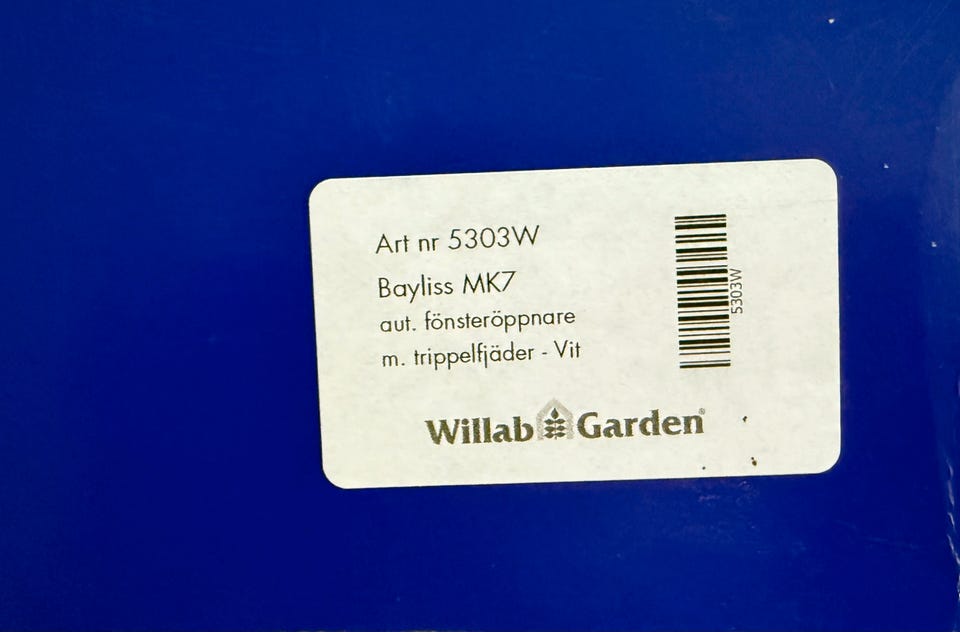 Art nr 5303W
Bayliss MK7
aut. fönsteröppnare
m. trippelfjäder - Vit
5303W
Willab Garden®